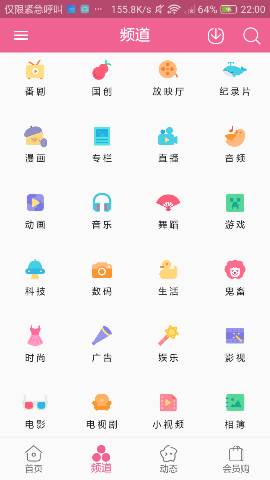 仅限紧急呼叫 ... 155.8K/s 64% 22:00
频道
番剧 国创 放映厅 纪录片
漫画 专栏 直播 音频
动画 音乐 舞蹈 游戏
科技 数码 生活 鬼畜
时尚 广告 娱乐 影视
电影 电视剧 小视频 相簿
首页 频道 动态 会员购